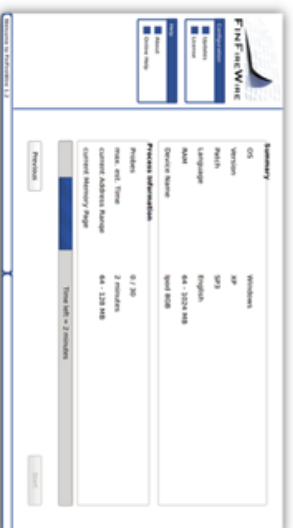 FINFIREWIRE
Configuration
Updates
License
Help
About
Online Help
Summary
OS Windows
Version XP
Patch SP3
Language English
RAM 64 - 1024 MB
Device Name Ipod 8GB
Process Information
Probes 0 / 30
max. est. Time 2 minutes
current Address Range 64 - 128 MB
current Memory Page
Time left = 2 minutes
Previous
Start
Welcome to FinFireWire 1.2